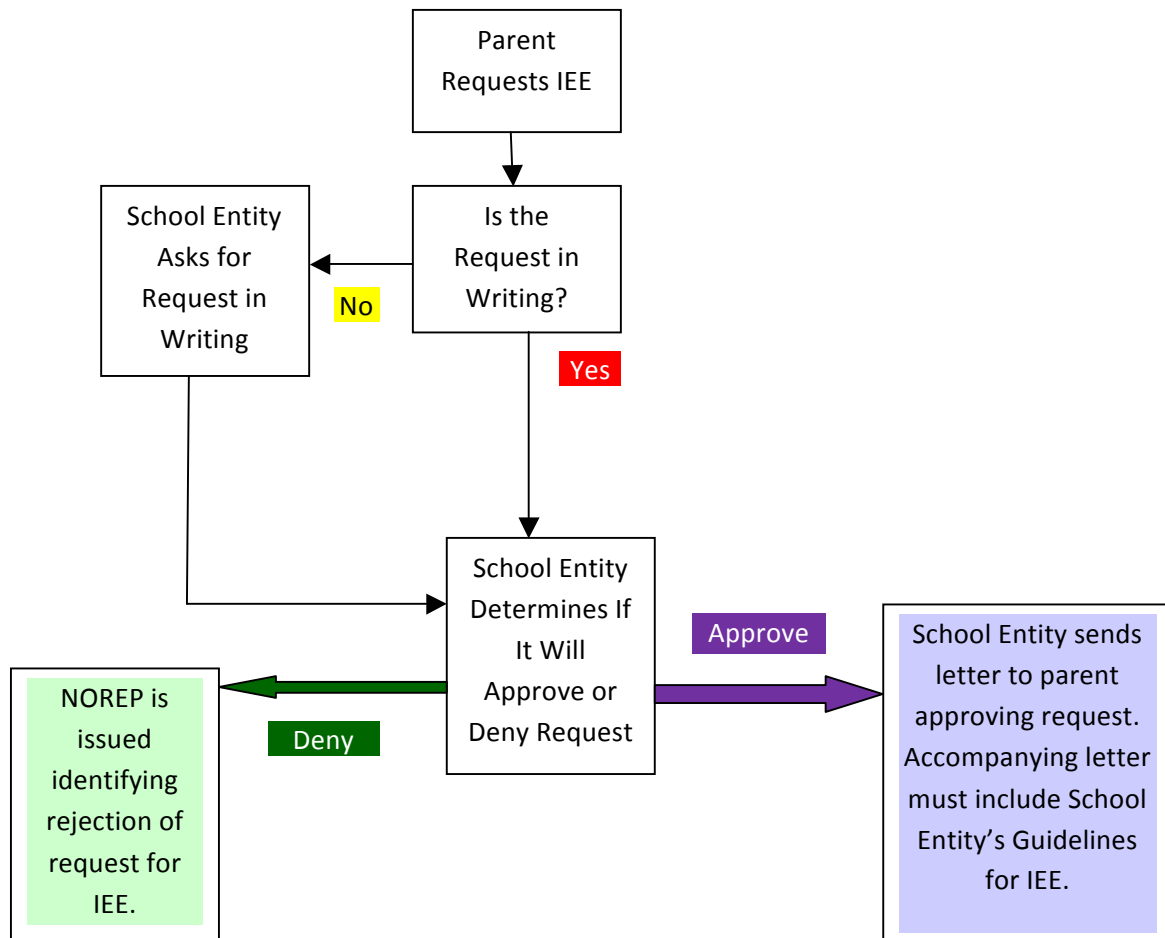 Parent
Requests IEE
School Entity
Asks for
Request in
Writing
Is the
Request in
Writing?
No
Yes
School Entity
Determines If
It Will
Approve or
Deny Request
Approve
Deny
NOREP is
issued
identifying
rejection of
request for
IEE.
School Entity sends
letter to parent
approving request.
Accompanying letter
must include School
Entity’s Guidelines
for IEE.